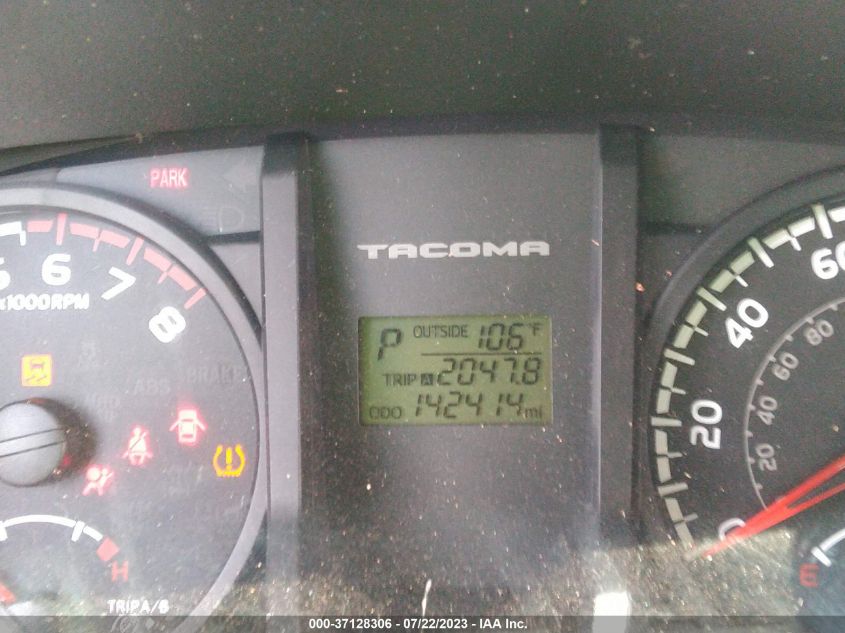 PARK
TACOMA
6 7 8
x1000RPM
P OUTSIDE 106°F
TRIP A 2047.8
ODO 142414 mi
0 20 40 60
20 40 60 80
H
E
TRIP A/B
000-37128306 - 07/22/2023 - IAA Inc.